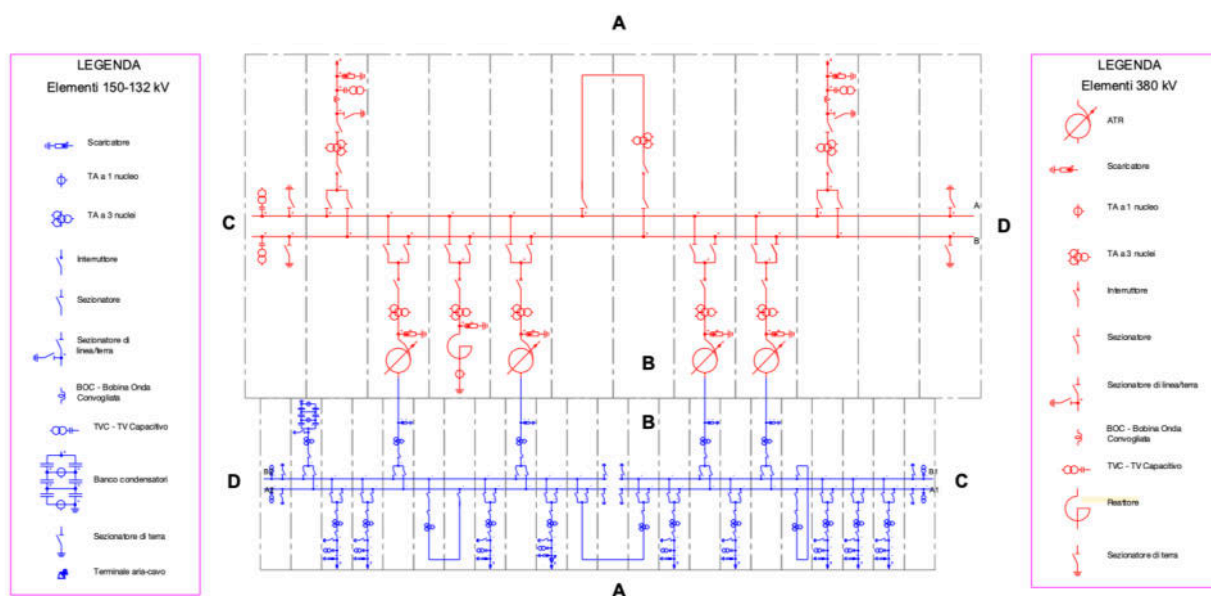 A
LEGENDA
Elementi 150-132 kV
Scaricatore
TA a 1 nucleo
TA a 3 nuclei
Interruttore
Sezionatore
Sezionatore di
linea/terra
BOC - Bobina Onda
Convogliata
TVC - TV Capacitivo
Banco condensatori
Sezionatore di terra
Terminale aria-cavo
C
A
B
D
B
B
D
C
A
LEGENDA
Elementi 380 kV
ATR
Scaricatore
TA a 1 nucleo
TA a 3 nuclei
Interruttore
Sezionatore
Sezionatore di linea/terra
BOC - Bobina Onda
Convogliata
TVC - TV Capacitivo
Reattore
Sezionatore di terra